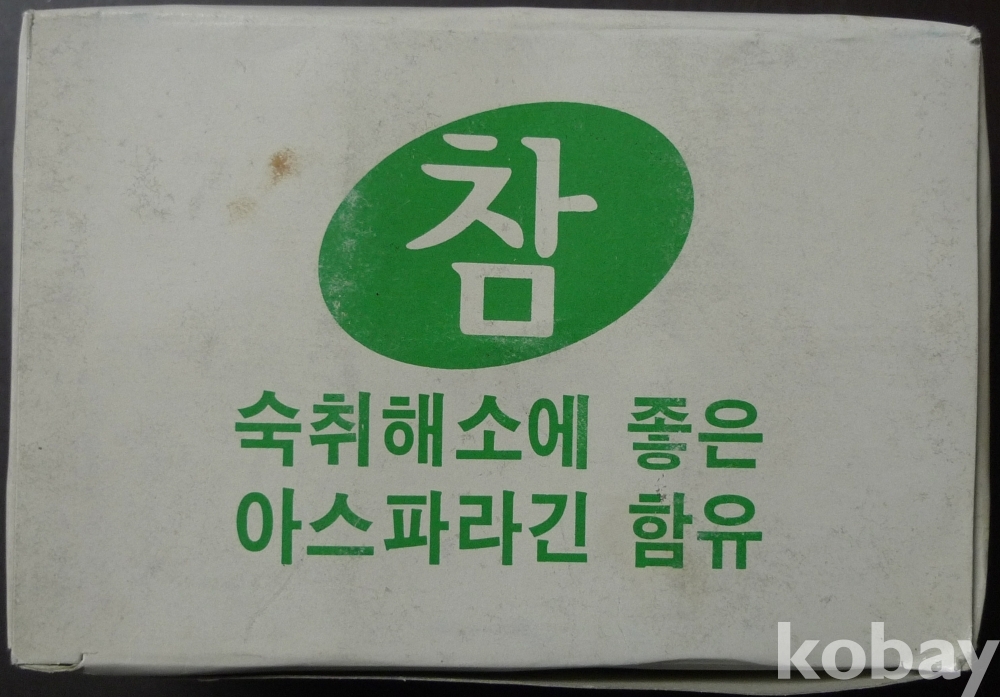 참
숙취해소에 좋은
아스파라긴 함유
kobay